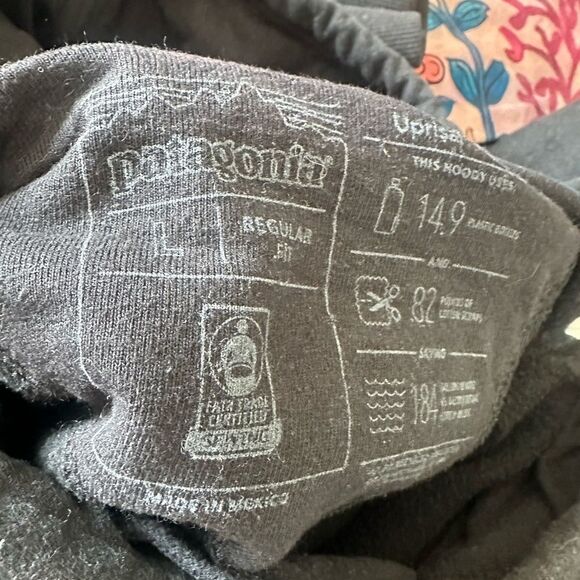 patagonia®
L
REGULAR
FIT
FAIR TRADE
CERTIFIED
SEWING
MADE IN MEXICO
THIS HOODY USES
14.9 PLASTIC BOTTLES
AND
.82 POUNDS OF
COTTON SCRAPS
SAVING
184 GALLONS